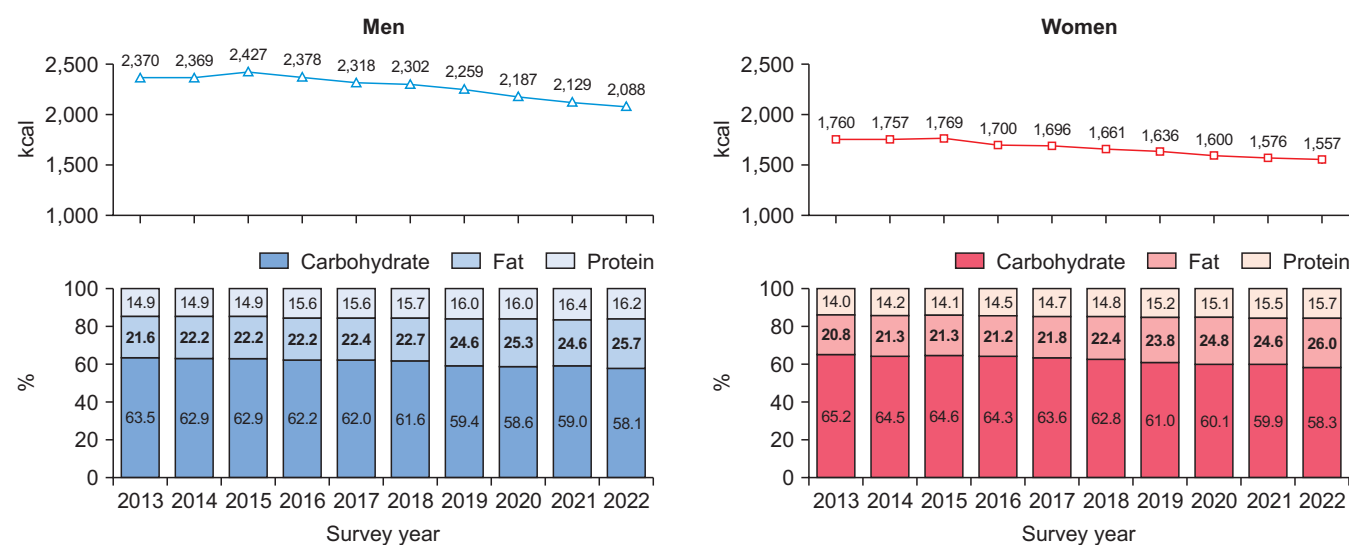 Men
2,370 2,369 2,427 2,378 2,318 2,302 2,259 2,187 2,129 2,088
2,500
2,000
1,500
1,000
kcal
Carbohydrate Fat Protein
100
80
60
40
20
0
%
14.9 14.9 14.9 15.6 15.6 15.7 16.0 16.0 16.4 16.2
21.6 22.2 22.2 22.2 22.4 22.7 24.6 25.3 24.6 25.7
63.5 62.9 62.9 62.2 62.0 61.6 59.4 58.6 59.0 58.1
2013 2014 2015 2016 2017 2018 2019 2020 2021 2022
Survey year
Women
2,500
2,000
1,500
1,000
kcal
1,760 1,757 1,769 1,700 1,696 1,661 1,636 1,600 1,576 1,557
Carbohydrate Fat Protein
100
80
60
40
20
0
%
14.0 14.2 14.1 14.5 14.7 14.8 15.2 15.1 15.5 15.7
20.8 21.3 21.3 21.2 21.8 22.4 23.8 24.8 24.6 26.0
65.2 64.5 64.6 64.3 63.6 62.8 61.0 60.1 59.9 58.3
2013 2014 2015 2016 2017 2018 2019 2020 2021 2022
Survey year